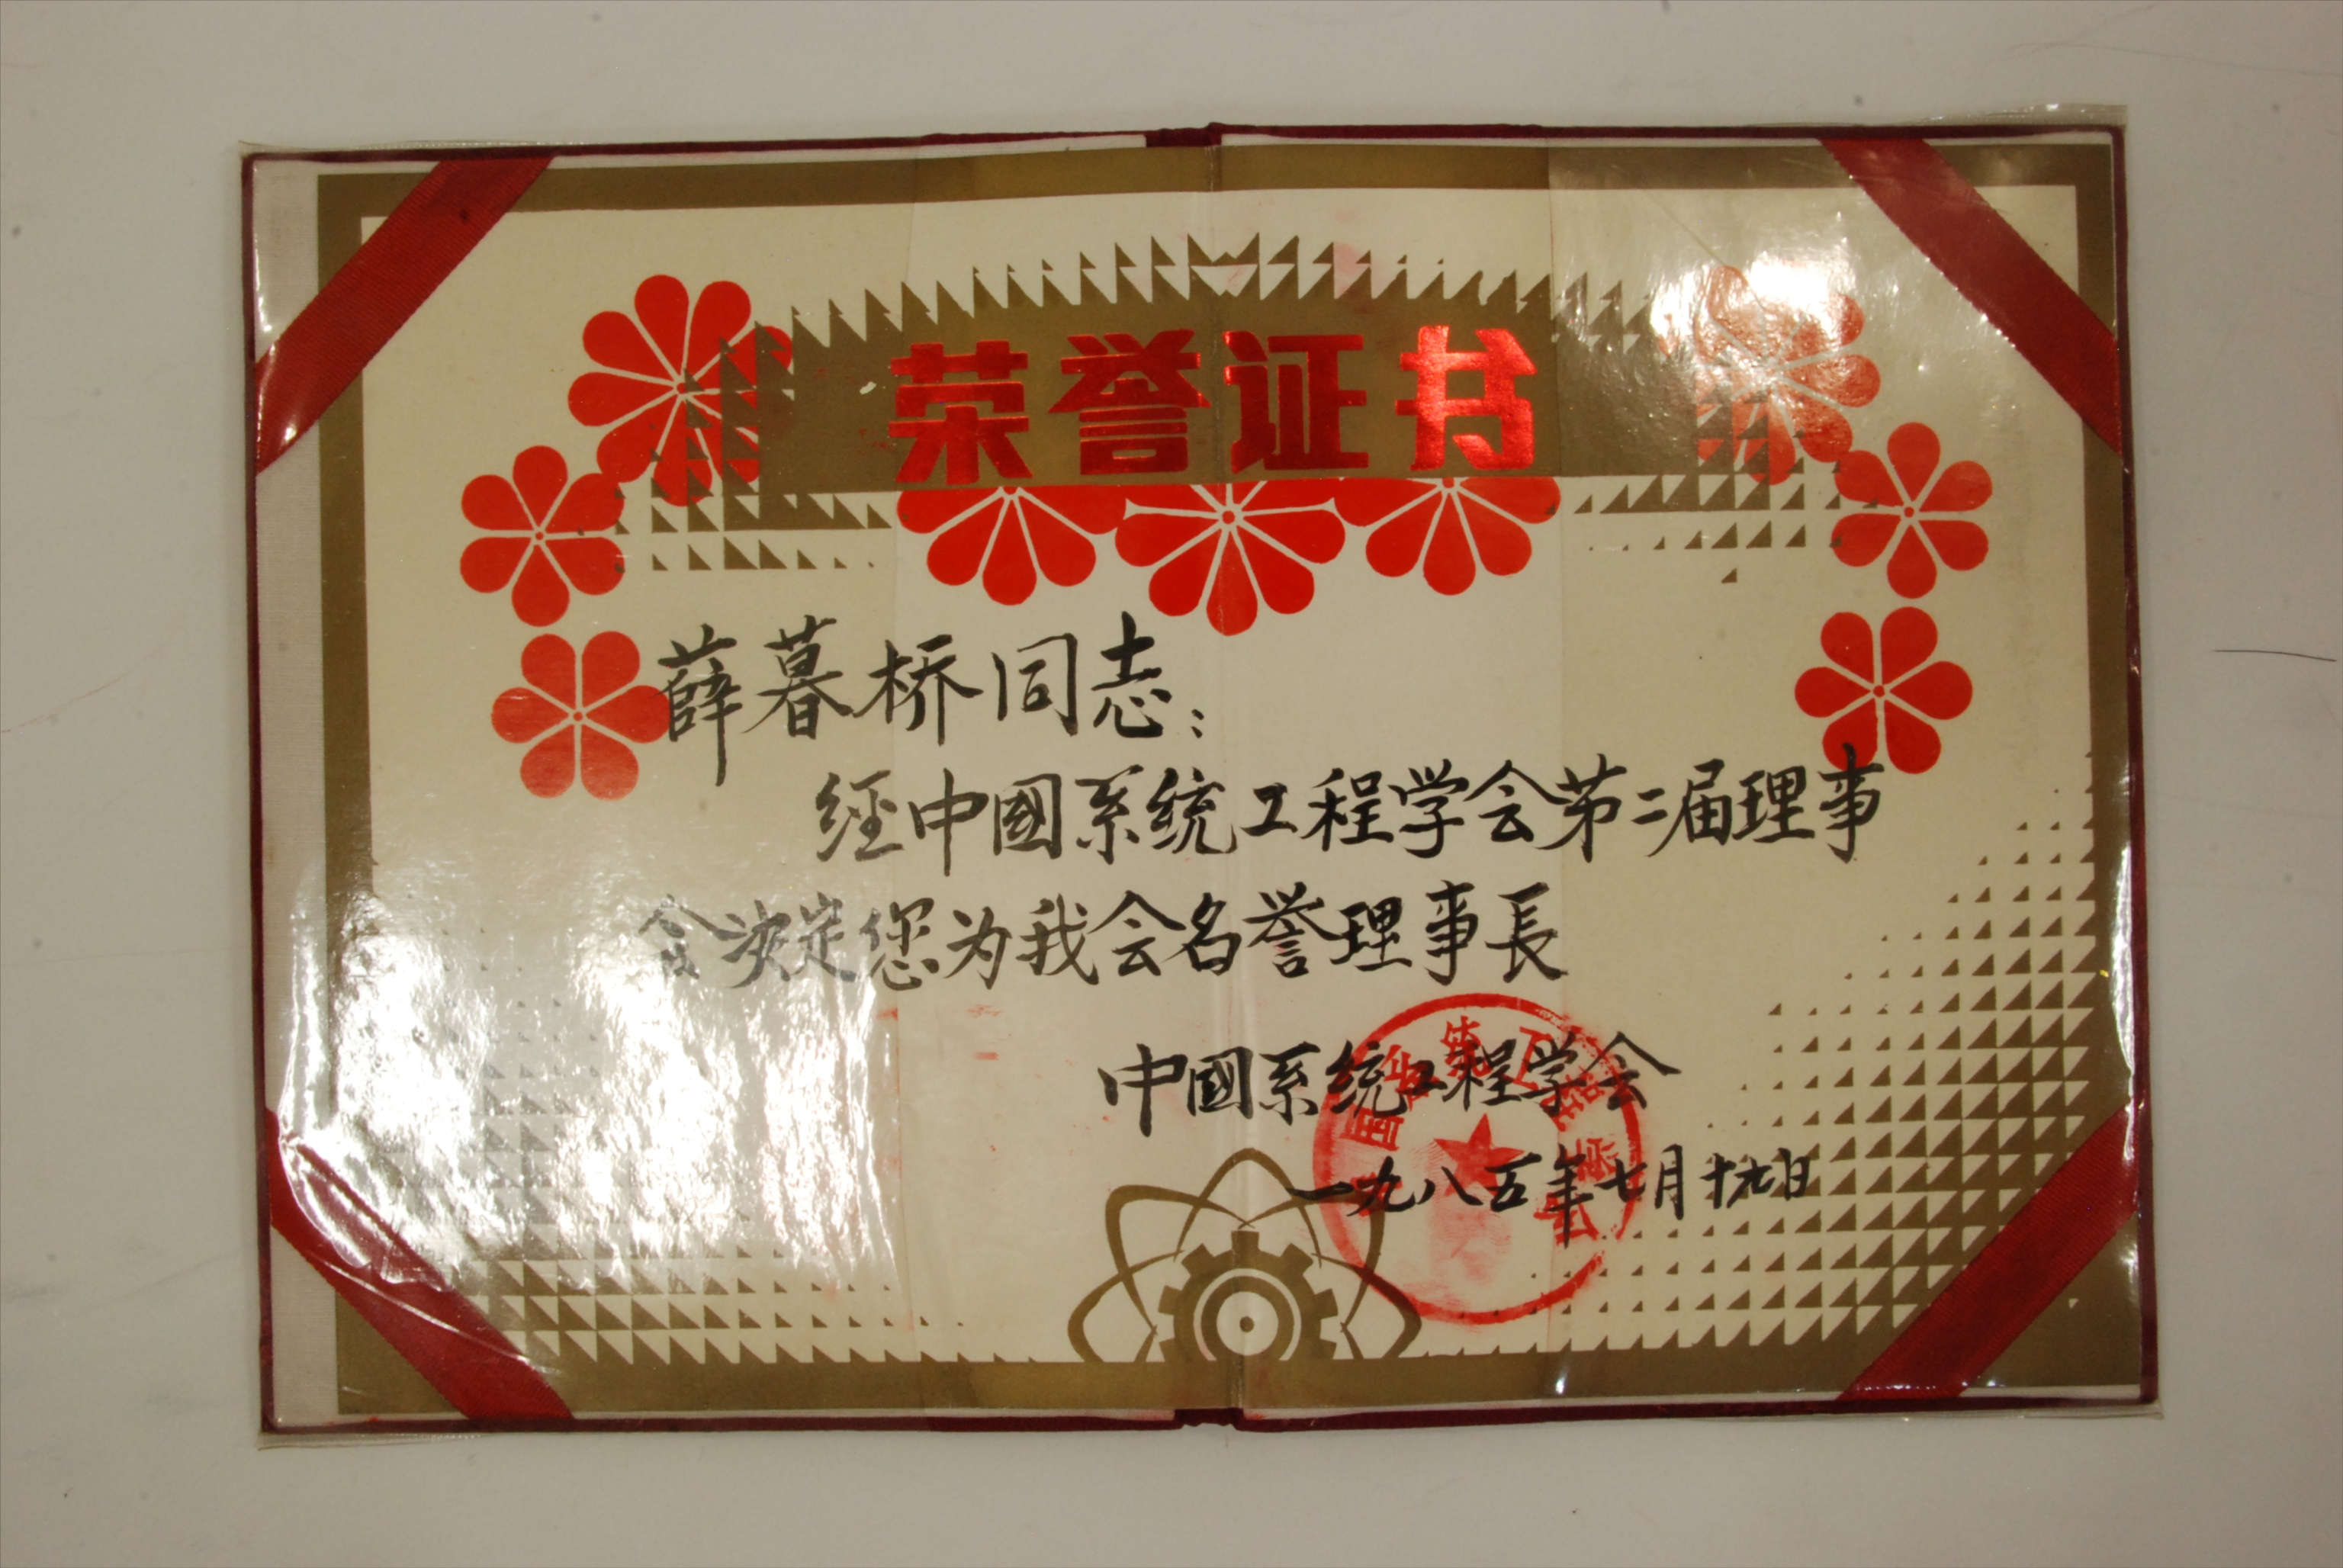 荣誉证书
薛暮桥同志：
经中國系统工程学会第二届理事
会决定您为我会名誉理事長
中國系统工程学会
一九八五年七月十九日